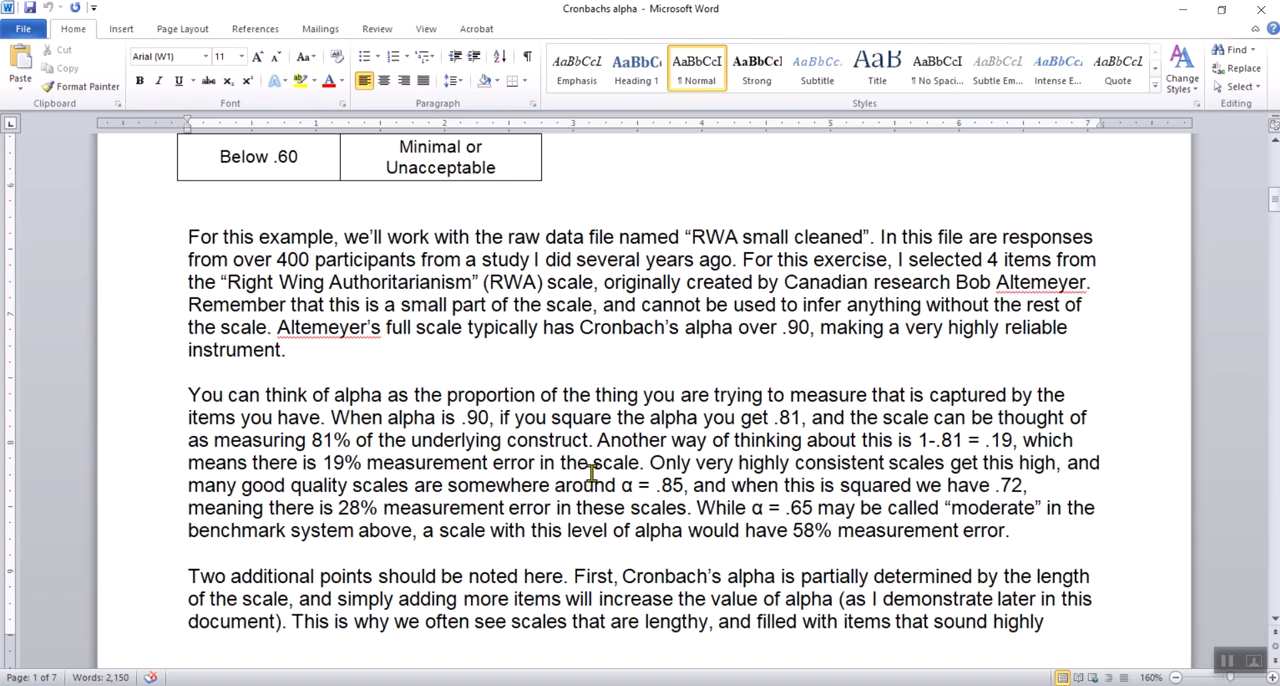 Cronbachs alpha - Microsoft Word
File Home Insert Page Layout References Mailings Review View Acrobat
Paste Cut Copy Format Painter Clipboard
Arial (W1) 11 Aa
B I U abc x₂ x² A ab A Font
Paragraph
AaBbCcI Emphasis AaBbCc Heading 1 AaBbCcI ¶ Normal AaBbCc Strong AaBbCc. Subtitle AaB Title AaBbCcI ¶ No Spaci... AaBbCcI Subtle Em... AaBbCcI Intense E... AaBbCcI Quote Change Styles Styles
Find Replace Select Editing
1 2 3 4 5 6 7
Below .60
Minimal or
Unacceptable
For this example, we'll work with the raw data file named “RWA small cleaned”. In this file are responses
from over 400 participants from a study I did several years ago. For this exercise, I selected 4 items from
the “Right Wing Authoritarianism” (RWA) scale, originally created by Canadian research Bob Altemeyer.
Remember that this is a small part of the scale, and cannot be used to infer anything without the rest of
the scale. Altemeyer's full scale typically has Cronbach's alpha over .90, making a very highly reliable
instrument.
You can think of alpha as the proportion of the thing you are trying to measure that is captured by the
items you have. When alpha is .90, if you square the alpha you get .81, and the scale can be thought of
as measuring 81% of the underlying construct. Another way of thinking about this is 1-.81 = .19, which
means there is 19% measurement error in the scale. Only very highly consistent scales get this high, and
many good quality scales are somewhere around α = .85, and when this is squared we have .72,
meaning there is 28% measurement error in these scales. While α = .65 may be called “moderate” in the
benchmark system above, a scale with this level of alpha would have 58% measurement error.
Two additional points should be noted here. First, Cronbach's alpha is partially determined by the length
of the scale, and simply adding more items will increase the value of alpha (as I demonstrate later in this
document). This is why we often see scales that are lengthy, and filled with items that sound highly
Page: 1 of 7 Words: 2,150 160%